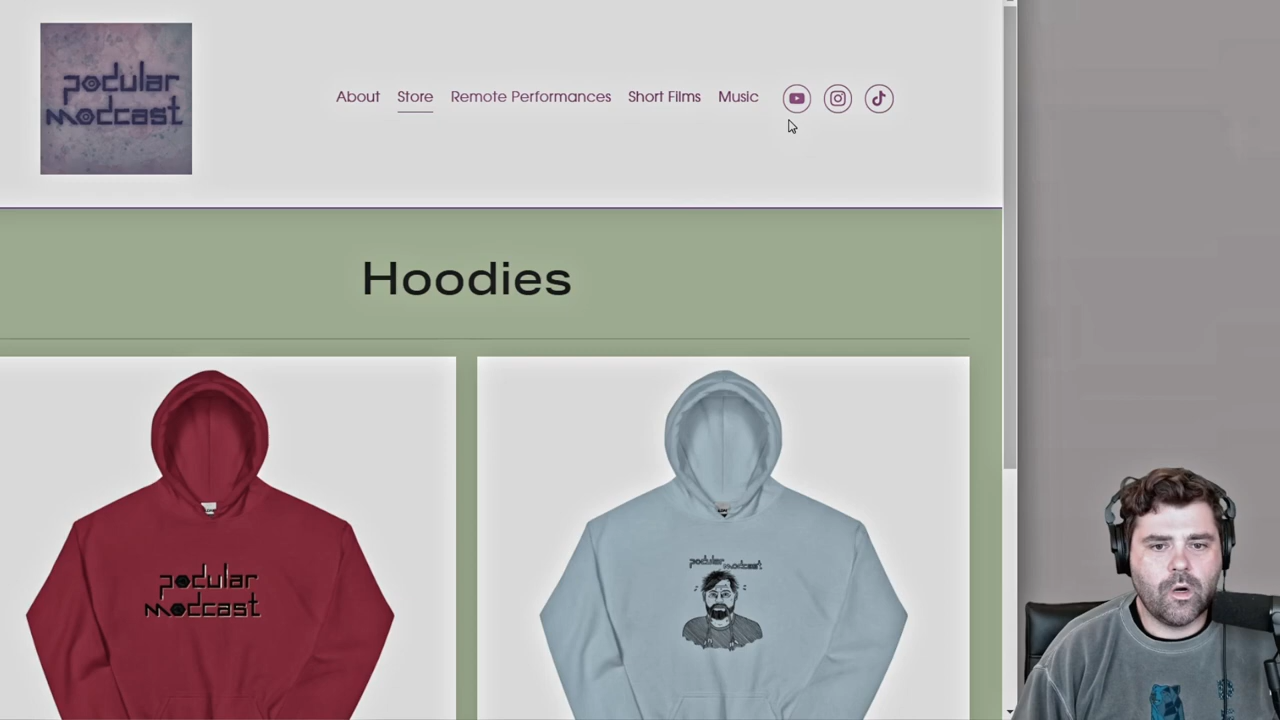 podular
modcast
About Store Remote Performances Short Films Music
Hoodies
podular
modcast
podular modcast